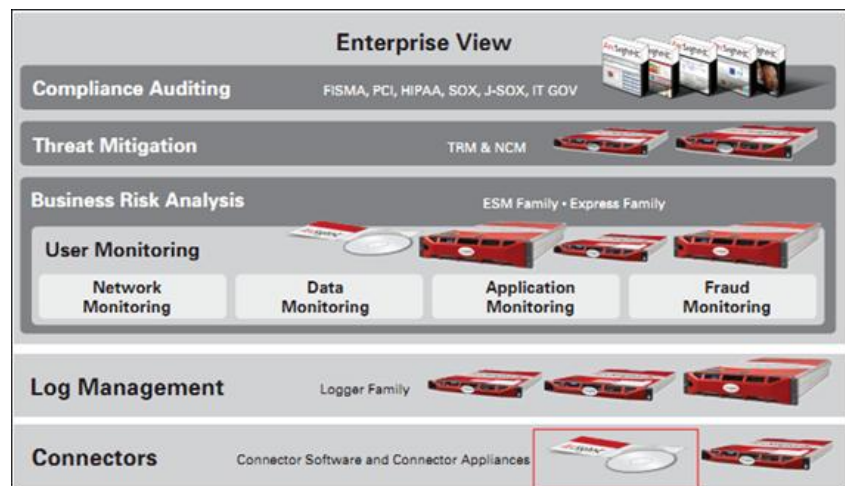 Enterprise View
Compliance Auditing FISMA, PCI, HIPAA, SOX, J-SOX, IT GOV
Threat Mitigation TRM & NCM
Business Risk Analysis ESM Family • Express Family
User Monitoring
Network Monitoring
Data Monitoring
Application Monitoring
Fraud Monitoring
Log Management Logger Family
Connectors Connector Software and Connector Appliances